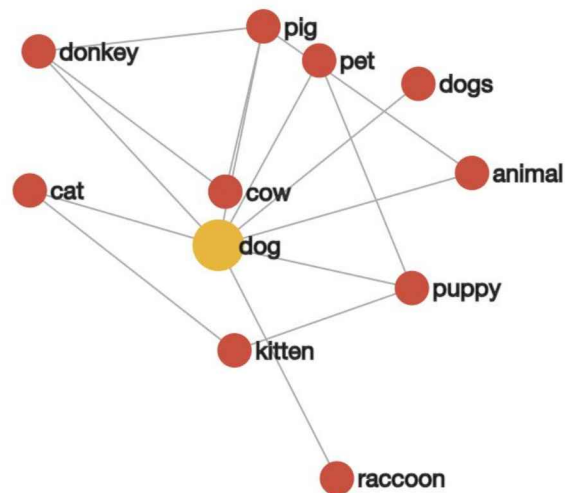 pig
donkey
pet
dogs
animal
cat
cow
dog
puppy
kitten
raccoon